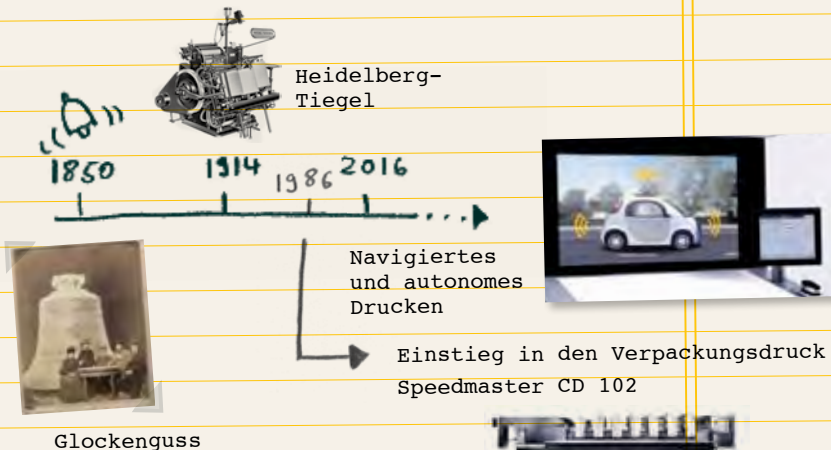 Heidelberg-
Tiegel
1850 1914 1986 2016
Navigiertes
und autonomes
Drucken
Einstieg in den Verpackungsdruck
Speedmaster CD 102
Glockenguss